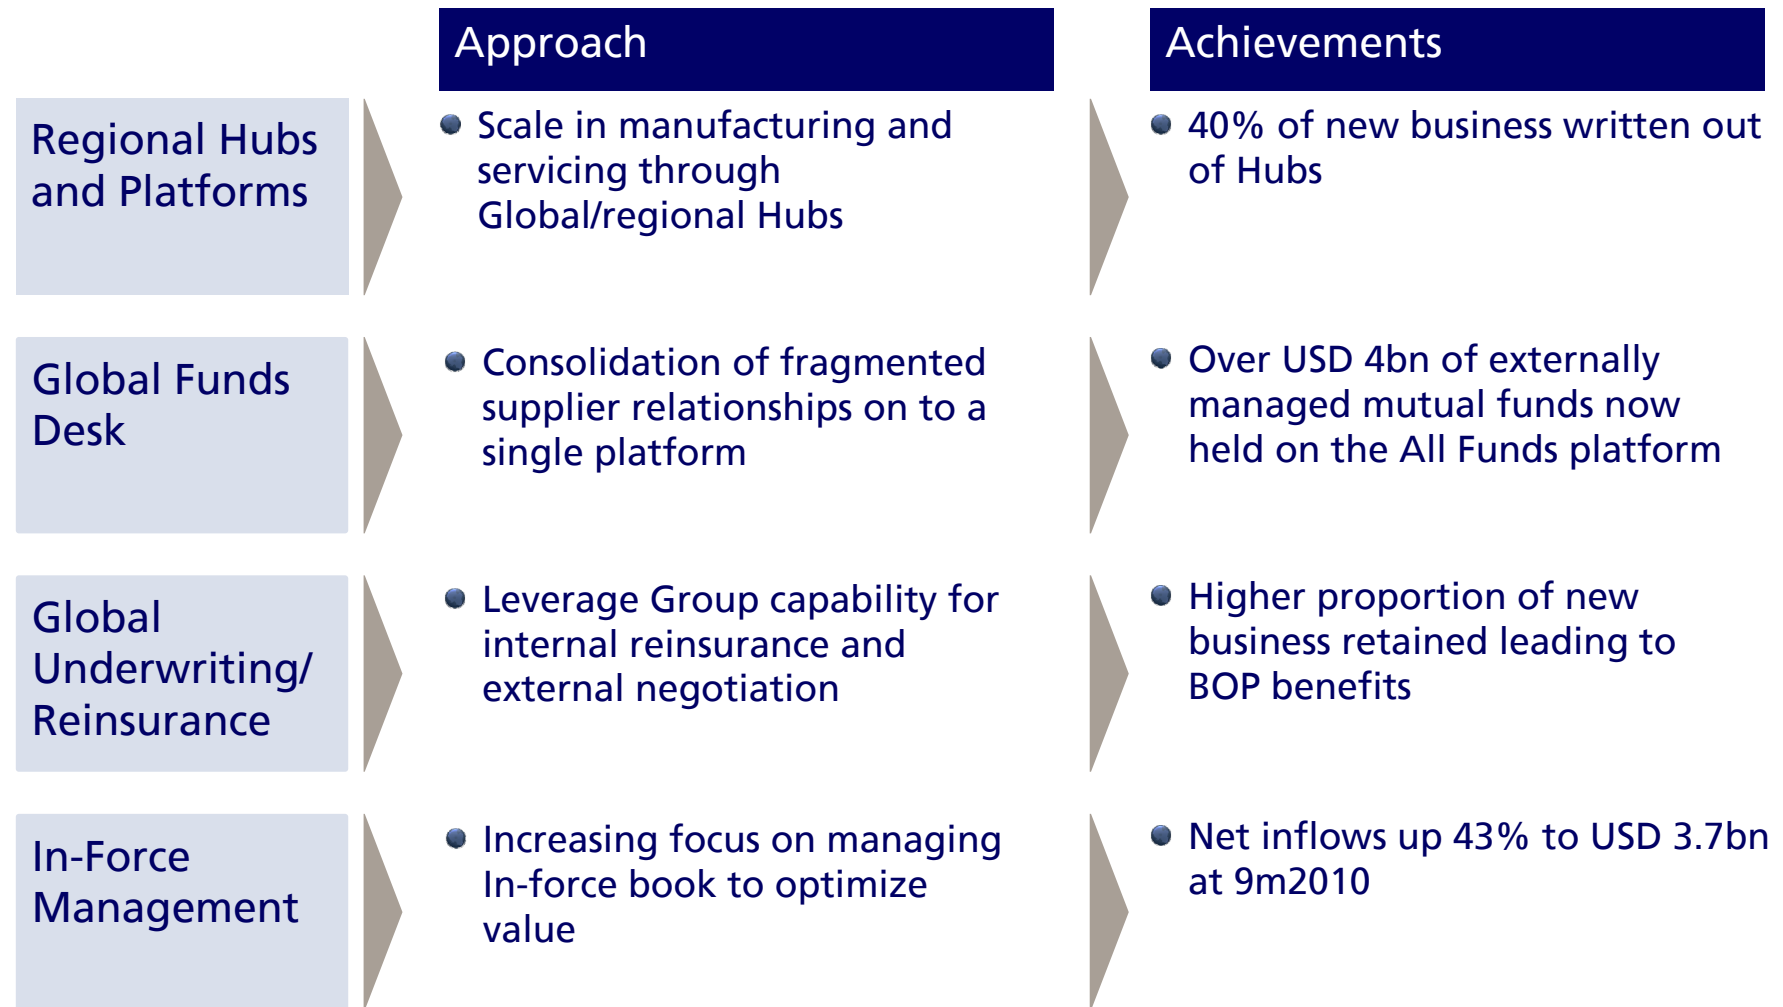 Approach
Achievements
Regional Hubs
and Platforms
Scale in manufacturing and
servicing through
Global/regional Hubs
40% of new business written out
of Hubs
Global Funds
Desk
Consolidation of fragmented
supplier relationships on to a
single platform
Over USD 4bn of externally
managed mutual funds now
held on the All Funds platform
Global
Underwriting/
Reinsurance
Leverage Group capability for
internal reinsurance and
external negotiation
Higher proportion of new
business retained leading to
BOP benefits
In-Force
Management
Increasing focus on managing
In-force book to optimize
value
Net inflows up 43% to USD 3.7bn
at 9m2010